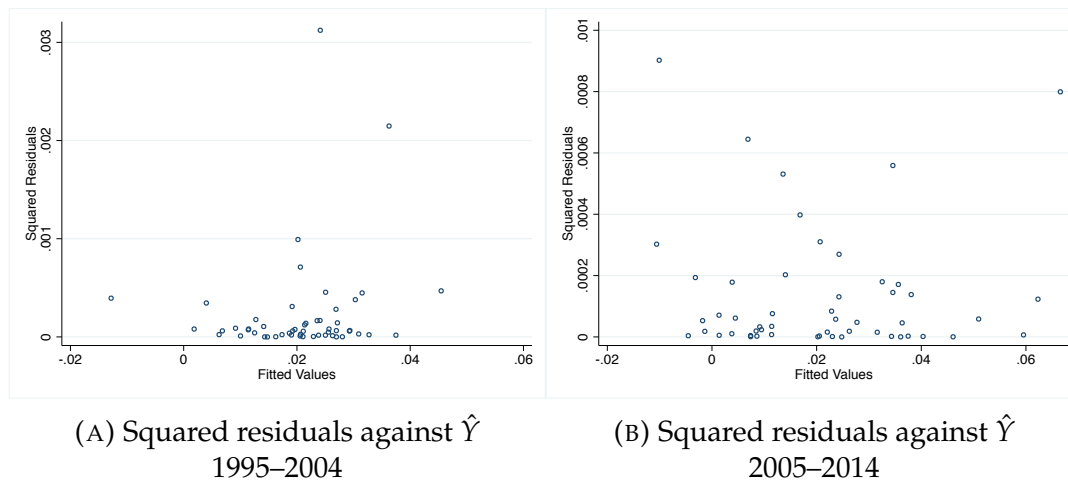 .003
.002
.001
0
Squared Residuals
-.02 0 .02 .04 .06
Fitted Values
.001
.0008
.0006
.0004
.0002
0
Squared Residuals
-.02 0 .02 .04 .06
Fitted Values
(A) Squared residuals against Ŷ
1995–2004
(B) Squared residuals against Ŷ
2005–2014